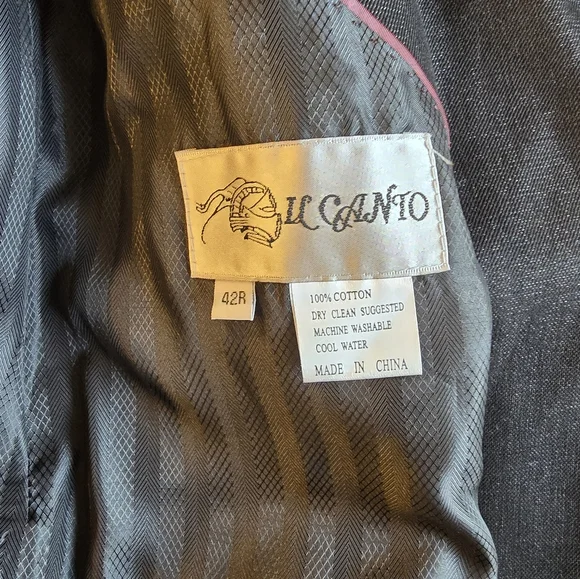 IL CANTO
42R
100% COTTON
DRY CLEAN SUGGESTED
MACHINE WASHABLE
COOL WATER
MADE IN CHINA